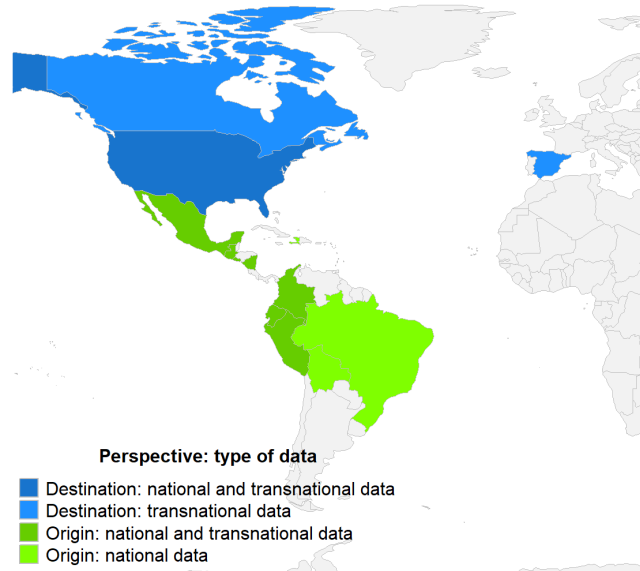 Perspective: type of data
Destination: national and transnational data
Destination: transnational data
Origin: national and transnational data
Origin: national data